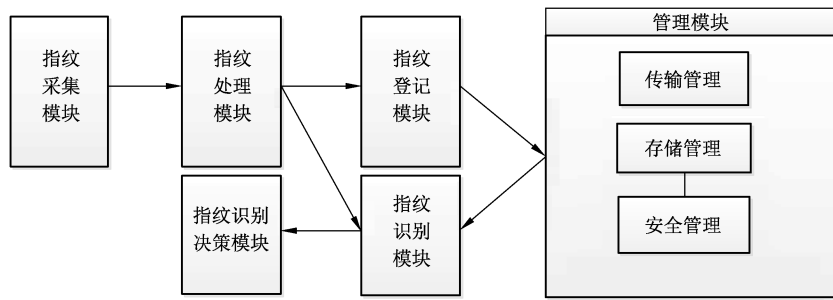 指纹
采集
模块
指纹
处理
模块
指纹
登记
模块
管理模块
传输管理
存储管理
安全管理
指纹识别
决策模块
指纹
识别
模块